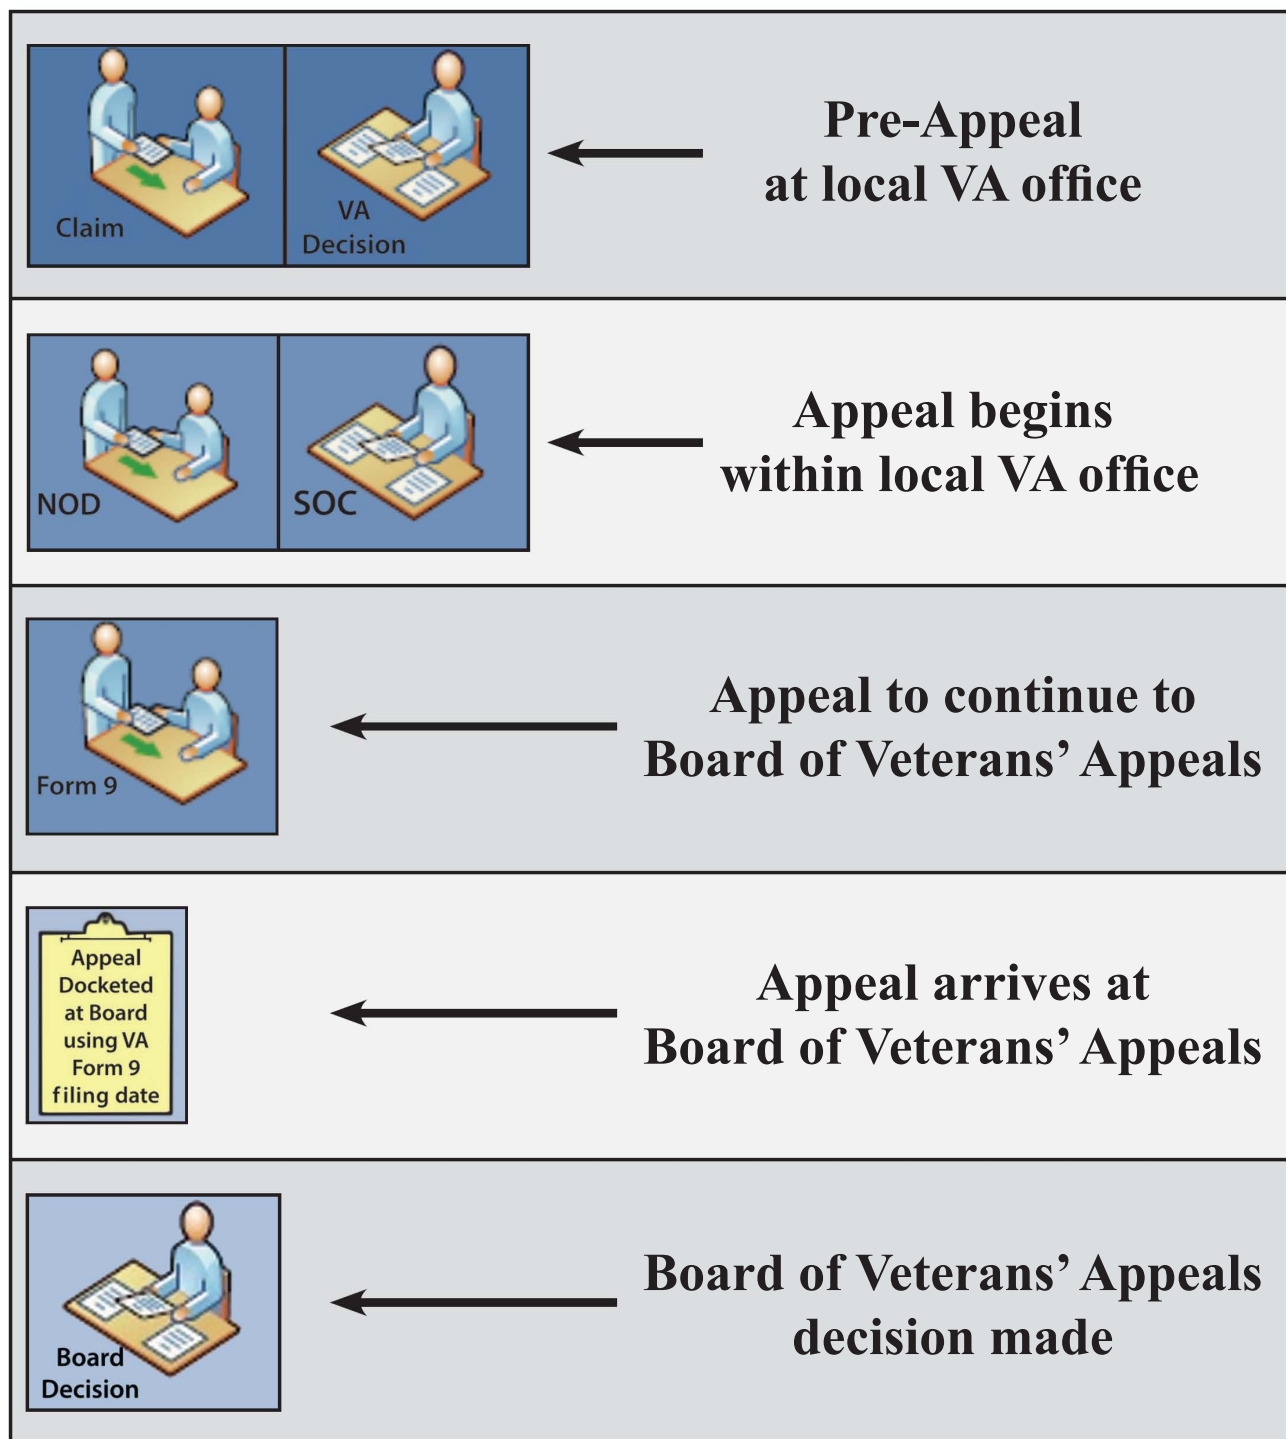 Claim
VA
Decision
Pre-Appeal
at local VA office
NOD
SOC
Appeal begins
within local VA office
Form 9
Appeal to continue to
Board of Veterans’ Appeals
Appeal
Docketed
at Board
using VA
Form 9
filing date
Appeal arrives at
Board of Veterans’ Appeals
Board
Decision
Board of Veterans’ Appeals
decision made